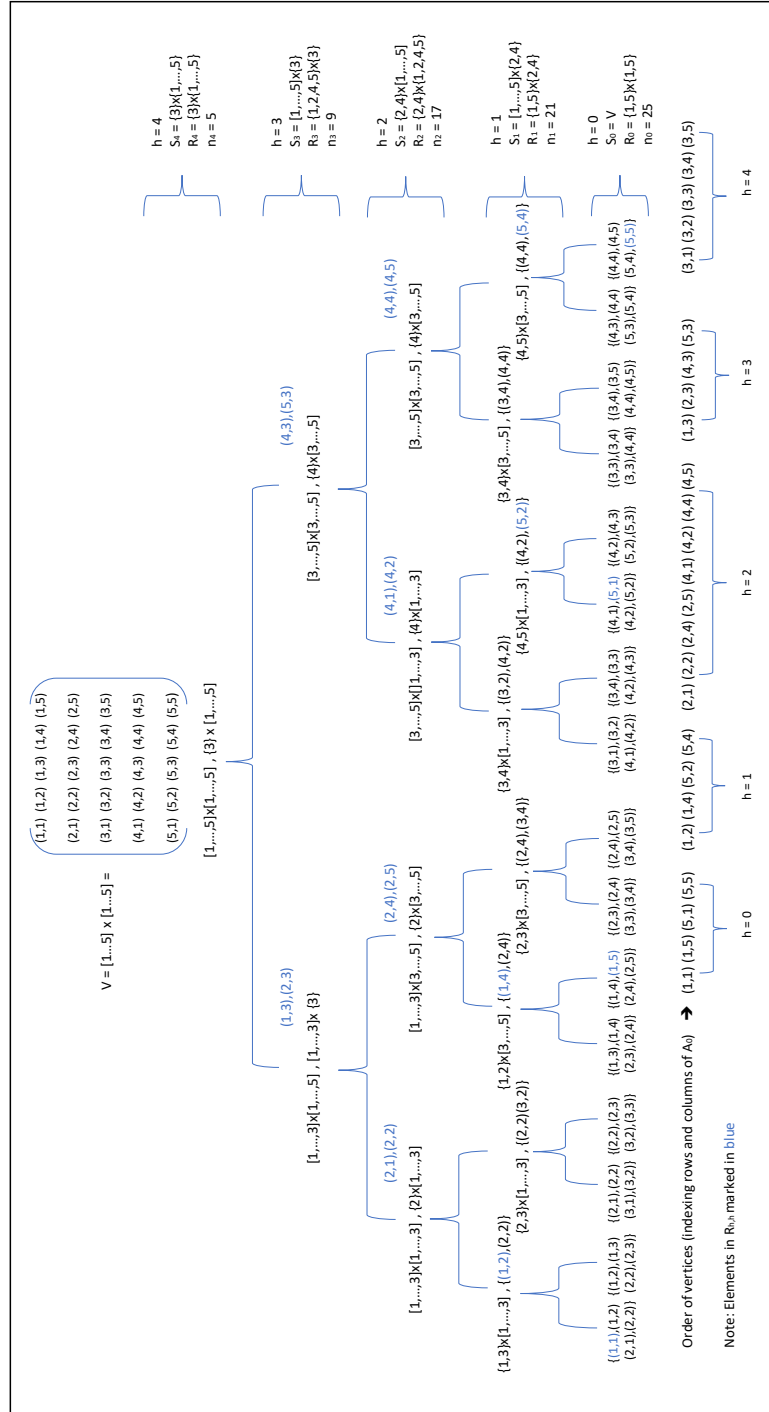 V = [1...5] x [1...5] =
(1,1) (1,2) (1,3) (1,4) (1,5)
(2,1) (2,2) (2,3) (2,4) (2,5)
(3,1) (3,2) (3,3) (3,4) (3,5)
(4,1) (4,2) (4,3) (4,4) (4,5)
(5,1) (5,2) (5,3) (5,4) (5,5)
[1,...,5]x[1,...,5] , {3} x [1,...,5]
h = 4
S₄ = {3}x{1,...,5}
R₄ = {3}x{1,...,5}
n₄ = 5
(1,3),(2,3)
[1,...,3]x[1,...,5] , [1,...,3]x {3}
(4,3),(5,3)
[3,...,5]x[3,...,5] , {4}x[3,...,5]
h = 3
S₃ = [1,...,5]x{3}
R₃ = {1,2,4,5}x{3}
n₃ = 9
(2,1),(2,2)
[1,...,3]x[1,...,3] , {2}x[1,...,3]
(2,4),(2,5)
[1,...,3]x[3,...,5] , {2}x[3,...,5]
(4,1),(4,2)
[3,...,5]x[]1,...,3] , {4}x[1,...,3]
(4,4),(4,5)
[3,...,5]x[3,...,5] , {4}x[3,...,5]
h = 2
S₂ = {2,4}x[1,...,5]
R₂ = {2,4}x{1,2,4,5}
n₂ = 17
{1,3}x[1,...,3] , {(1,2),(2,2)}
{2,3}x[1,...,3] , {(2,2)(3,2)}
{1,2}x[3,...,5] , {(1,4),(2,4)}
{2,3}x[3,...,5] , {(2,4),(3,4)}
{3,4}x[1,...,3] , {(3,2),(4,2)}
{4,5}x[1,...,3] , {(4,2),(5,2)}
{3,4}x[3,...,5] , {(3,4),(4,4)}
{4,5}x[3,...,5] , {(4,4),(5,4)}
h = 1
S₁ = [1,...,5]x{2,4}
R₁ = {1,5}x{2,4}
n₁ = 21
{(1,1),(1,2) {(1,2),(1,3) {(2,1),(2,2) {(2,2),(2,3) {(1,3),(1,4) {(1,4),(1,5) {(2,3),(2,4) {(2,4),(2,5) {(3,1),(3,2) {(3,4),(3,3) {(4,1),(5,1) {(4,2),(4,3) {(3,3),(3,4) {(3,4),(3,5) {(4,3),(4,4) {(4,4),(4,5)
(2,1),(2,2)} (2,2),(2,3)} (3,1),(3,2)} (3,2),(3,3)} (2,3),(2,4)} (2,4),(2,5)} (3,3),(3,4)} (3,4),(3,5)} (4,1),(4,2)} (4,2),(4,3)} (4,2),(5,2)} (5,2),(5,3)} (3,3),(4,4)} (4,4),(4,5)} (5,3),(5,4)} (5,4),(5,5)}
h = 0
S₀ = V
R₀ = {1,5}x{1,5}
n₀ = 25
Order of vertices (indexing rows and columns of A₀) ➔ (1,1) (1,5) (5,1) (5,5) (1,2) (1,4) (5,2) (5,4) (2,1) (2,2) (2,4) (2,5) (4,1) (4,2) (4,4) (4,5) (1,3) (2,3) (4,3) (5,3) (3,1) (3,2) (3,3) (3,4) (3,5)
h = 0 h = 1 h = 2 h = 3 h = 4
Note: Elements in Rₕ,ₕ marked in blue